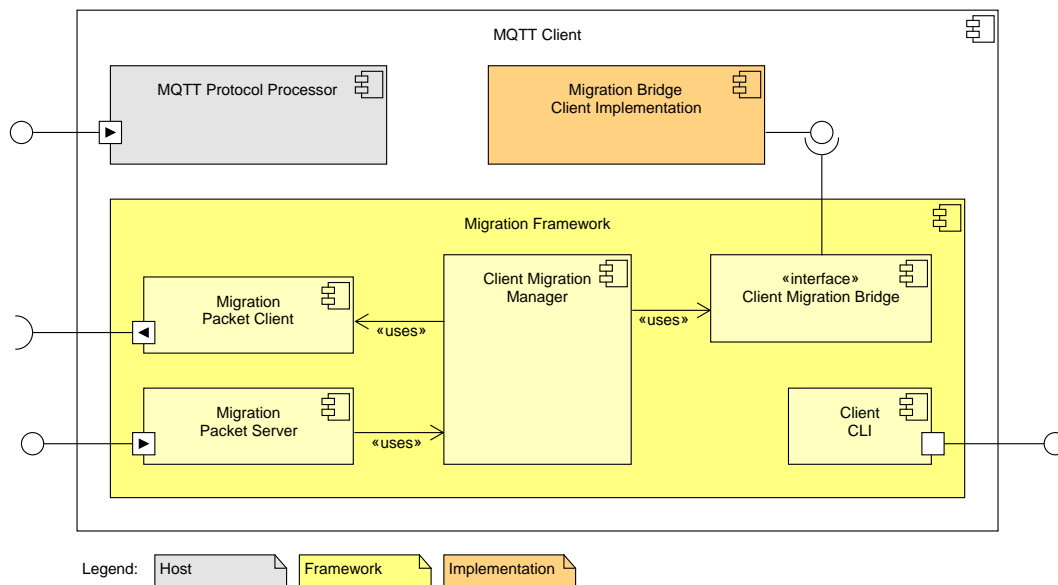 MQTT Client
MQTT Protocol Processor
Migration Bridge
Client Implementation
Migration Framework
Migration
Packet Client
Client Migration
Manager
«interface»
Client Migration Bridge
«uses»
«uses»
Migration
Packet Server
«uses»
Client
CLI
Legend:
Host
Framework
Implementation